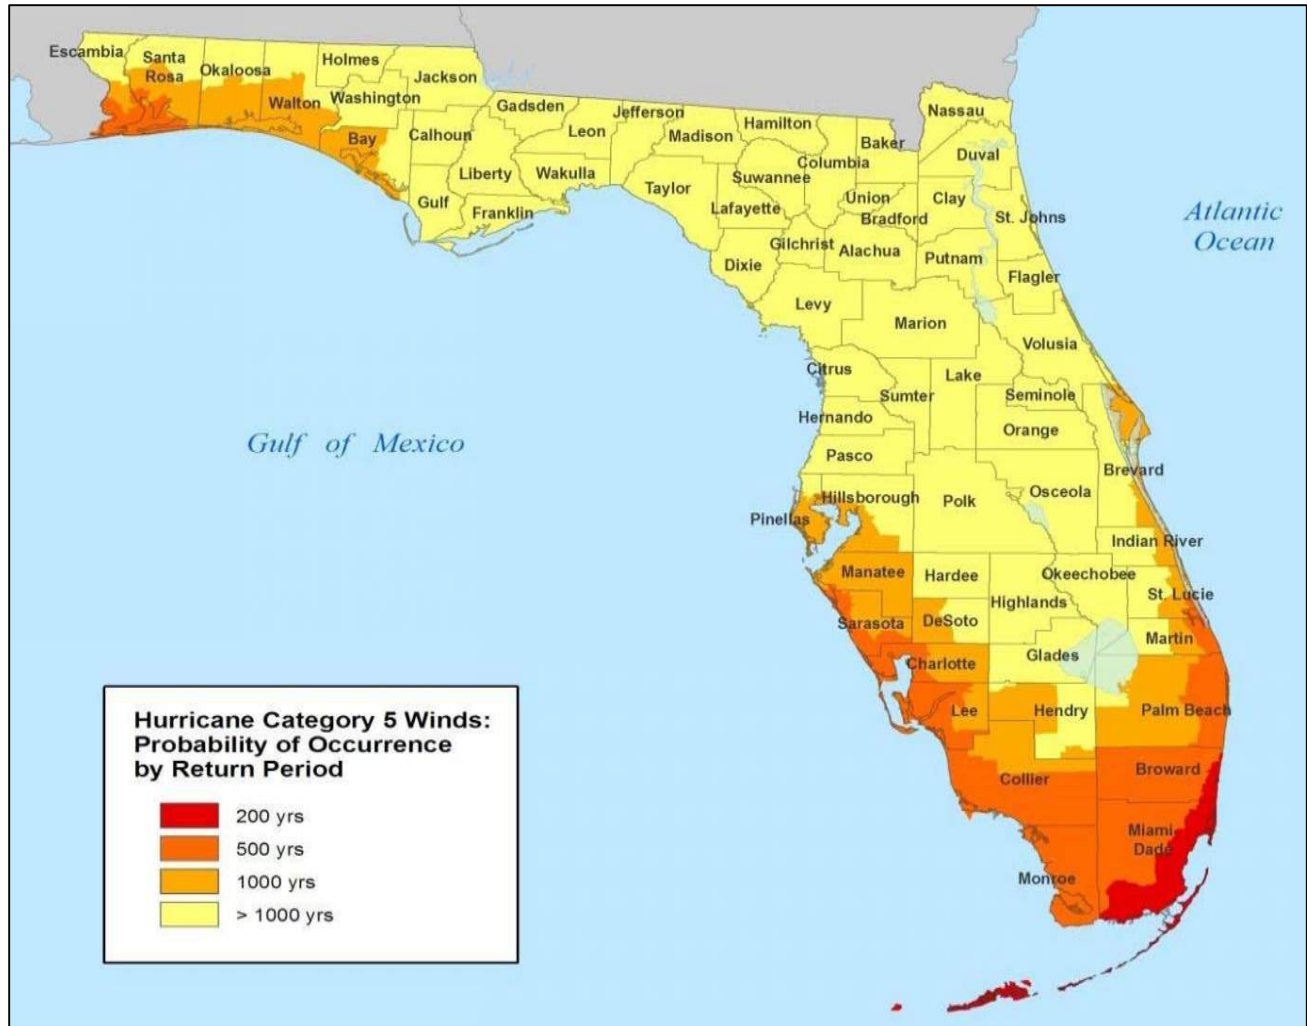 Escambia
Santa
Rosa
Okaloosa
Holmes
Jackson
Walton
Washington
Bay
Calhoun
Gadsden
Leon
Jefferson
Madison
Hamilton
Liberty
Wakulla
Gulf
Franklin
Taylor
Suwannee
Columbia
Baker
Nassau
Duval
Lafayette
Union
Bradford
Clay
St. Johns
Dixie
Gilchrist
Alachua
Putnam
Flagler
Levy
Marion
Volusia
Citrus
Lake
Sumter
Seminole
Hernando
Orange
Pasco
Brevard
Pinellas
Hillsborough
Polk
Osceola
Indian River
Manatee
Hardee
Okeechobee
Highlands
St. Lucie
Sarasota
DeSoto
Martin
Charlotte
Glades
Lee
Hendry
Palm Beach
Collier
Broward
Miami
Dade
Monroe
Atlantic
Ocean
Gulf of Mexico
Hurricane Category 5 Winds:
Probability of Occurrence
by Return Period
200 yrs
500 yrs
1000 yrs
> 1000 yrs